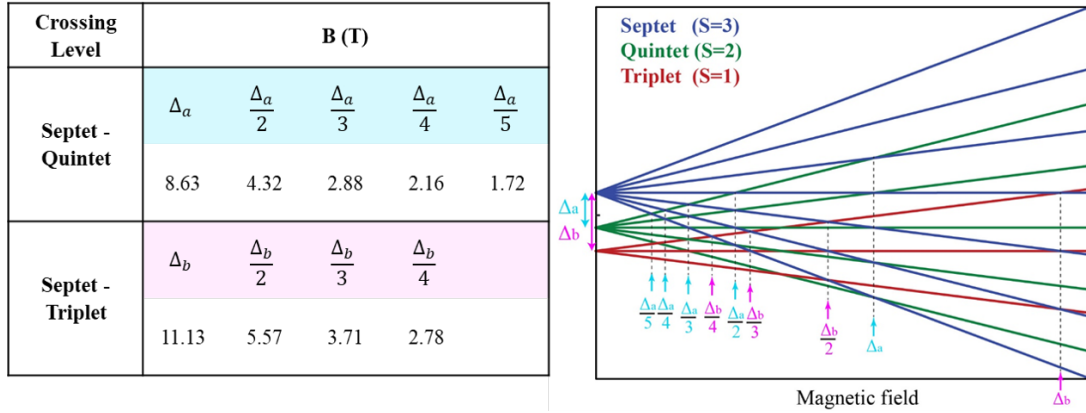 Crossing Level
B (T)
Septet - Quintet
Δa Δa/2 Δa/3 Δa/4 Δa/5
8.63 4.32 2.88 2.16 1.72
Septet - Triplet
Δb Δb/2 Δb/3 Δb/4
11.13 5.57 3.71 2.78
Septet (S=3)
Quintet (S=2)
Triplet (S=1)
Δa
Δb
Δa/5 Δa/4 Δa/3 Δb/4 Δa/2 Δb/3 Δb/2 Δa Δb
Magnetic field